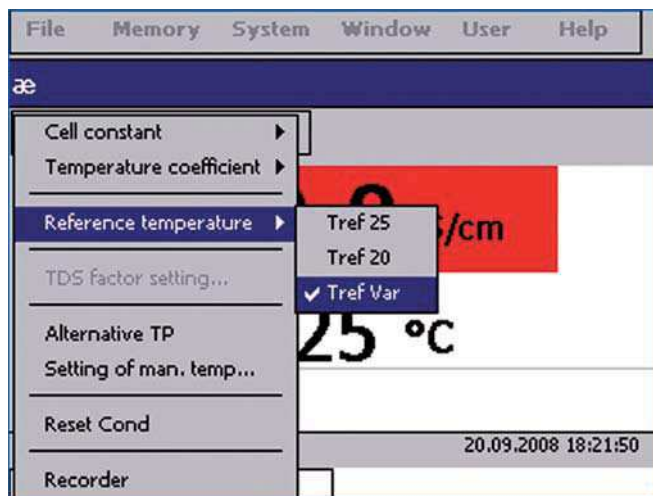 File Memory System Window User Help
æ
Cell constant
Temperature coefficient
Reference temperature
Tref 25
Tref 20
Tref Var
/cm
TDS factor setting...
Alternative TP
Setting of man. temp...
25 °C
Reset Cond
20.09.2008 18:21:50
Recorder